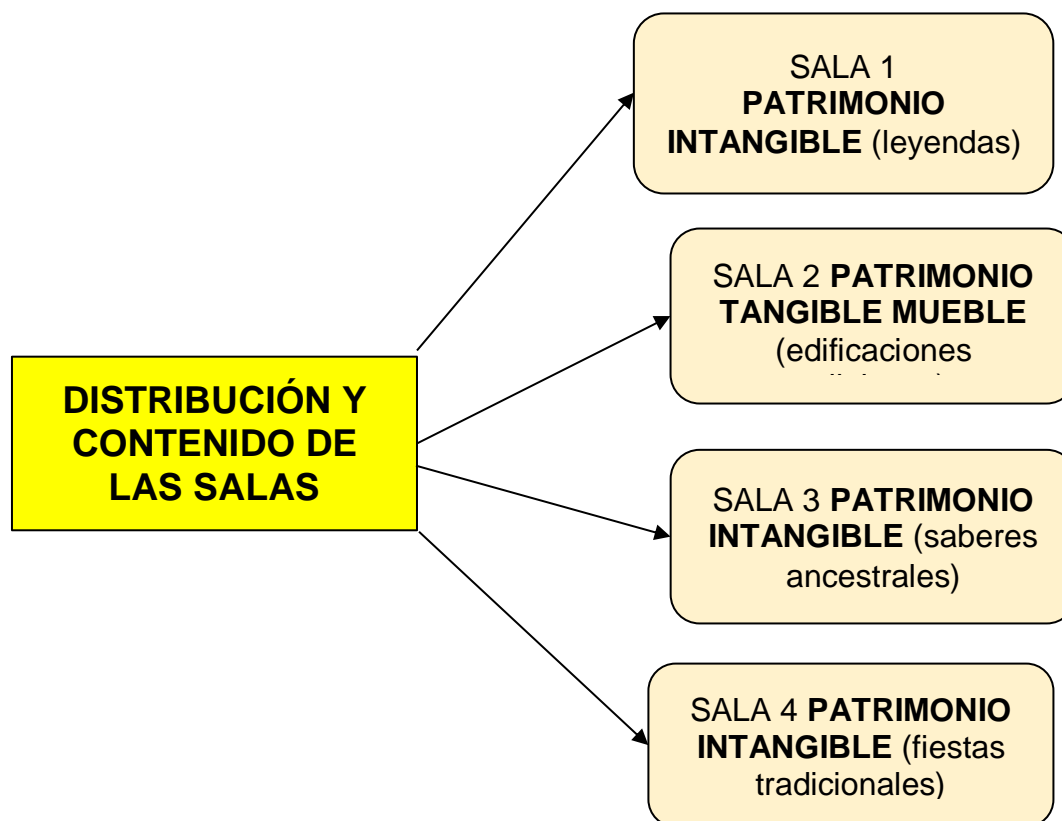 SALA 1
PATRIMONIO
INTANGIBLE (leyendas)
SALA 2 PATRIMONIO
TANGIBLE MUEBLE
(edificaciones
DISTRIBUCIÓN Y
CONTENIDO DE
LAS SALAS
SALA 3 PATRIMONIO
INTANGIBLE (saberes
ancestrales)
SALA 4 PATRIMONIO
INTANGIBLE (fiestas
tradicionales)